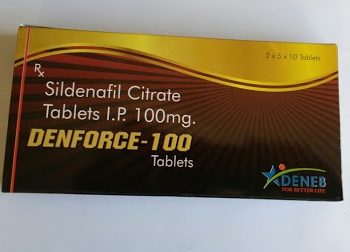 2 x 5 x 10 Tablets
Rx
Sildenafil Citrate
Tablets I.P. 100mg.
DENFORCE-100
Tablets
DENEB
FOR BETTER LIFE